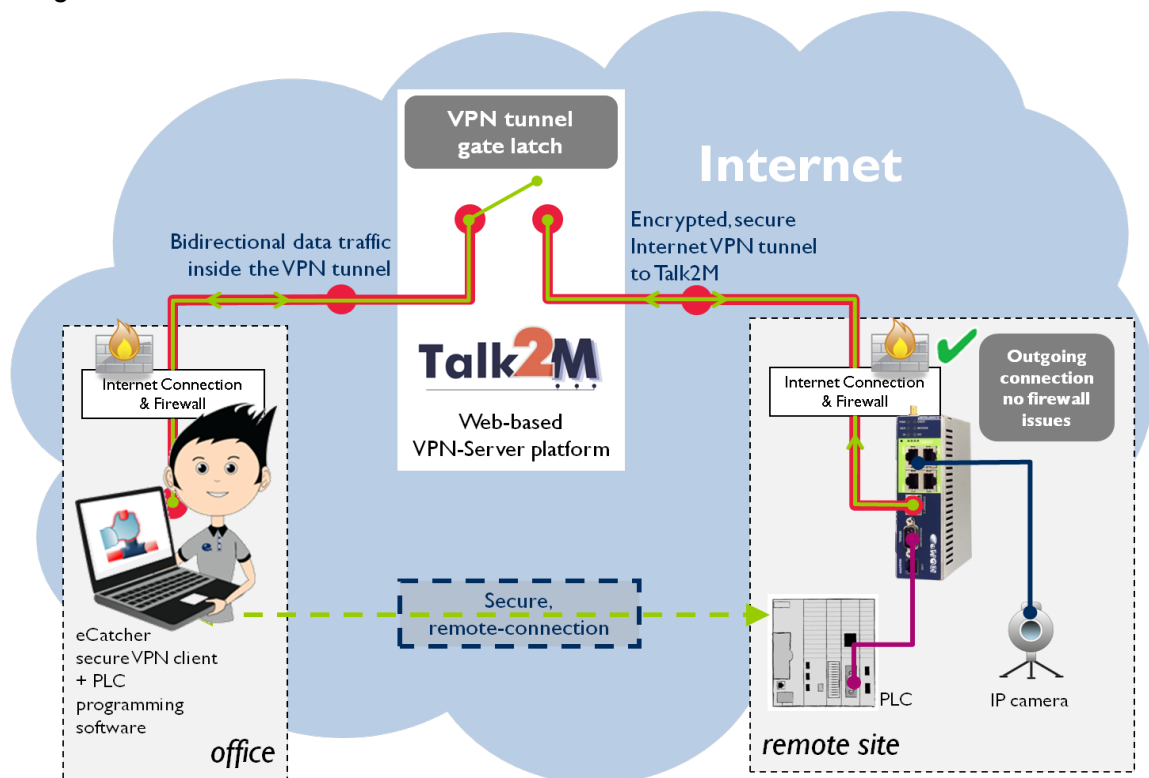 VPN tunnel
gate latch
Internet
Bidirectional data traffic
inside the VPN tunnel
Encrypted, secure
Internet VPN tunnel
to Talk2M
Talk2M
Web-based
VPN-Server platform
Internet Connection
& Firewall
Internet Connection
& Firewall
Outgoing
connection
no firewall
issues
Secure,
remote-connection
eCatcher
secure VPN client
+ PLC
programming
software
office
PLC
IP camera
remote site